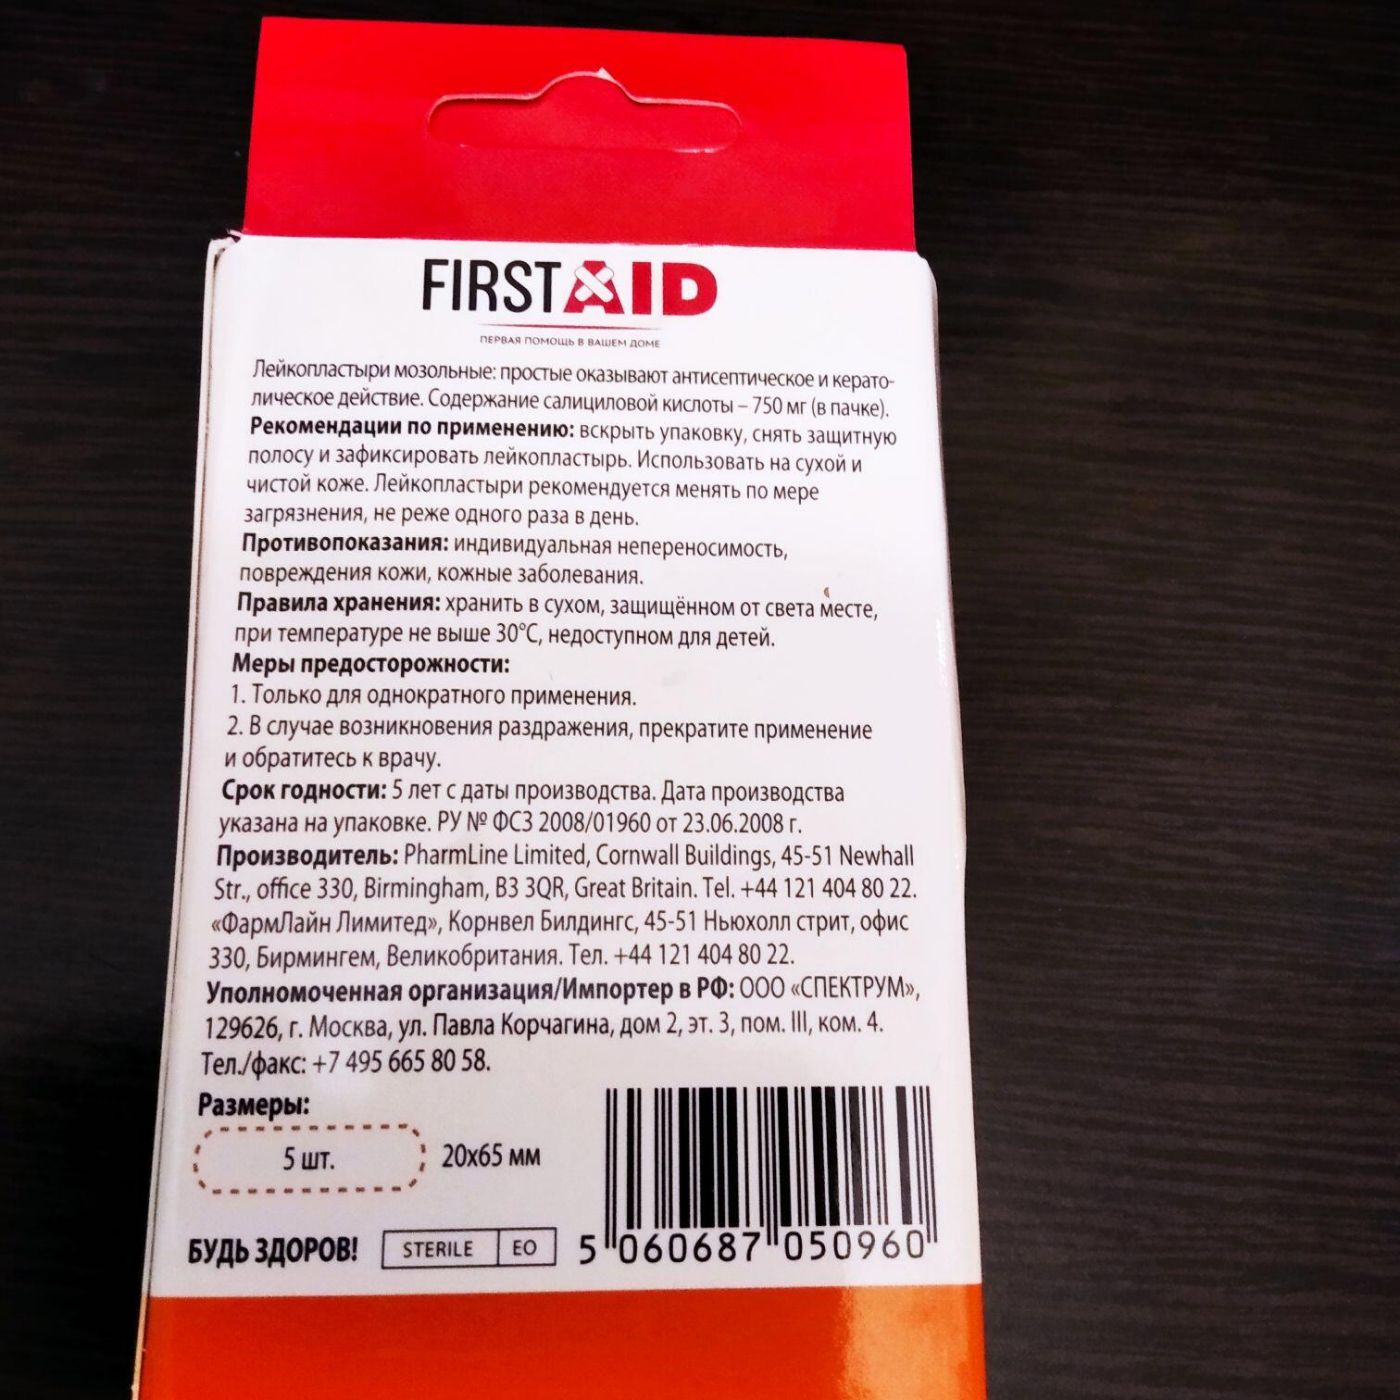 FIRSTAID
ПЕРВАЯ ПОМОЩЬ В ВАШЕМ ДОМЕ
Лейкопластыри мозольные: простые оказывают антисептическое и керато-
лическое действие. Содержание салициловой кислоты – 750 мг (в пачке).
Рекомендации по применению: вскрыть упаковку, снять защитную
полосу и зафиксировать лейкопластырь. Использовать на сухой и
чистой коже. Лейкопластыри рекомендуется менять по мере
загрязнения, не реже одного раза в день.
Противопоказания: индивидуальная непереносимость,
повреждения кожи, кожные заболевания.
Правила хранения: хранить в сухом, защищённом от света месте,
при температуре не выше 30°C, недоступном для детей.
Меры предосторожности:
1. Только для однократного применения.
2. В случае возникновения раздражения, прекратите применение
и обратитесь к врачу.
Срок годности: 5 лет с даты производства. Дата производства
указана на упаковке. РУ № ФСЗ 2008/01960 от 23.06.2008 г.
Производитель: PharmLine Limited, Cornwall Buildings, 45-51 Newhall
Str., office 330, Birmingham, B3 3QR, Great Britain. Tel. +44 121 404 80 22.
«ФармЛайн Лимитед», Корнвел Билдингс, 45-51 Ньюхолл стрит, офис
330, Бирмингем, Великобритания. Тел. +44 121 404 80 22.
Уполномоченная организация/Импортер в РФ: ООО «СПЕКТРУМ»,
129626, г. Москва, ул. Павла Корчагина, дом 2, эт. 3, пом. III, ком. 4.
Тел./факс: +7 495 665 80 58.
Размеры:
5 шт. 20х65 мм
БУДЬ ЗДОРОВ! STERILE EO 5 060687 050960